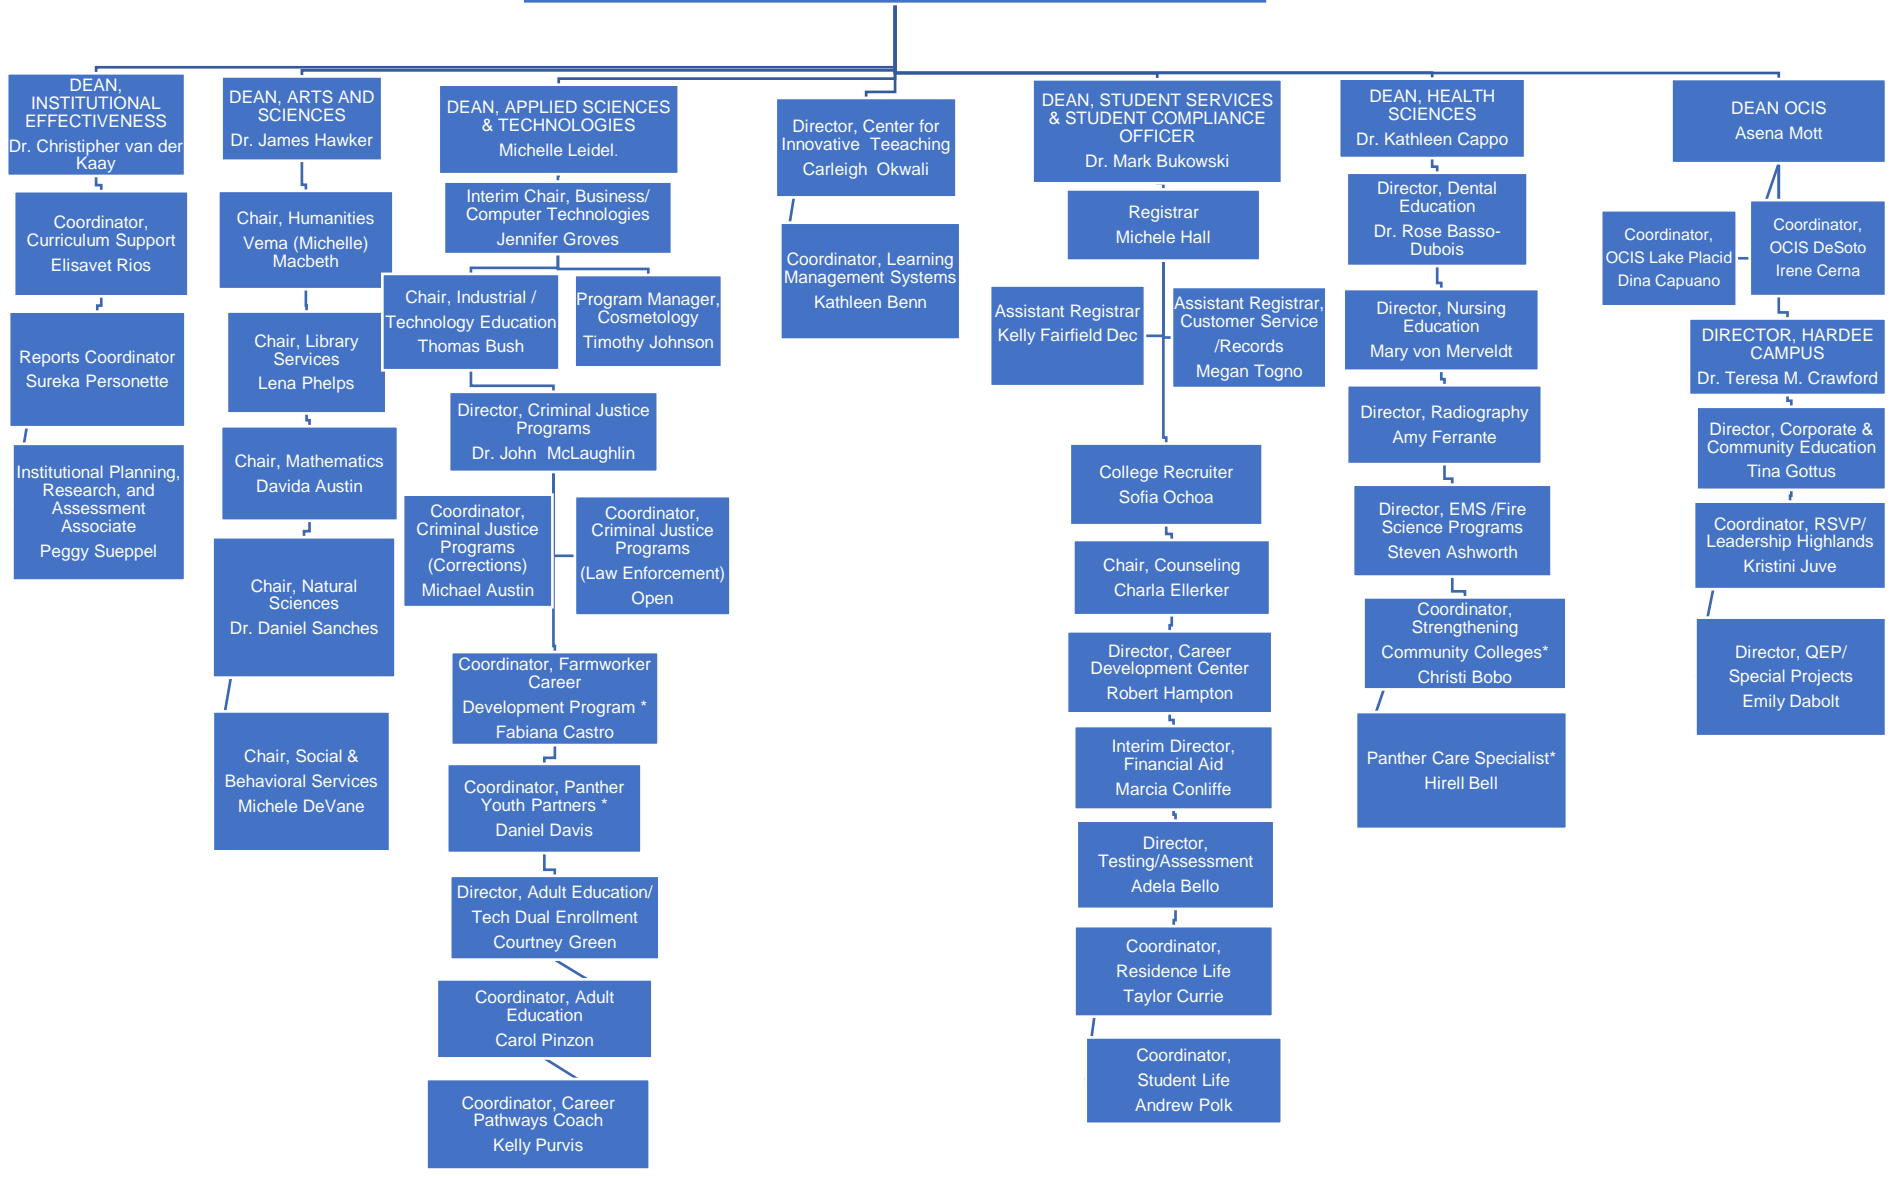 DEAN,
INSTITUTIONAL
EFFECTIVENESS
Dr. Christipher van der
Kaay
Coordinator,
Curriculum Support
Elisavet Rios
Reports Coordinator
Sureka Personette
Institutional Planning,
Research, and
Assessment
Associate
Peggy Sueppel
DEAN, ARTS AND
SCIENCES
Dr. James Hawker
Chair, Humanities
Vema (Michelle)
Macbeth
Chair, Library
Services
Lena Phelps
Chair, Mathematics
Davida Austin
Chair, Natural
Sciences
Dr. Daniel Sanches
Chair, Social &
Behavioral Services
Michele DeVane
DEAN, APPLIED SCIENCES
& TECHNOLOGIES
Michelle Leidel.
Interim Chair, Business/
Computer Technologies
Jennifer Groves
Chair, Industrial /
Technology Education
Thomas Bush
Program Manager,
Cosmetology
Timothy Johnson
Director, Criminal Justice
Programs
Dr. John McLaughlin
Coordinator,
Criminal Justice
Programs
(Corrections)
Michael Austin
Coordinator,
Criminal Justice
Programs
(Law Enforcement)
Open
Coordinator, Farmworker
Career
Development Program *
Fabiana Castro
Coordinator, Panther
Youth Partners *
Daniel Davis
Director, Adult Education/
Tech Dual Enrollment
Courtney Green
Coordinator, Adult
Education
Carol Pinzon
Coordinator, Career
Pathways Coach
Kelly Purvis
Director, Center for
Innovative Teeaching
Carleigh Okwali
Coordinator, Learning
Management Systems
Kathleen Benn
DEAN, STUDENT SERVICES
& STUDENT COMPLIANCE
OFFICER
Dr. Mark Bukowski
Registrar
Michele Hall
Assistant Registrar
Kelly Fairfield Dec
Assistant Registrar,
Customer Service
/Records
Megan Togno
College Recruiter
Sofia Ochoa
Chair, Counseling
Charla Ellerker
Director, Career
Development Center
Robert Hampton
Interim Director,
Financial Aid
Marcia Conliffe
Director,
Testing/Assessment
Adela Bello
Coordinator,
Residence Life
Taylor Currie
Coordinator,
Student Life
Andrew Polk
DEAN, HEALTH
SCIENCES
Dr. Kathleen Cappo
Director, Dental
Education
Dr. Rose Basso-
Dubois
Director, Nursing
Education
Mary von Merveldt
Director, Radiography
Amy Ferrante
Director, EMS /Fire
Science Programs
Steven Ashworth
Coordinator,
Strengthening
Community Colleges*
Christi Bobo
Panther Care Specialist*
Hirell Bell
DEAN OCIS
Asena Mott
Coordinator,
OCIS Lake Placid
Dina Capuano
Coordinator,
OCIS DeSoto
Irene Cerna
DIRECTOR, HARDEE
CAMPUS
Dr. Teresa M. Crawford
Director, Corporate &
Community Education
Tina Gottus
Coordinator, RSVP/
Leadership Highlands
Kristini Juve
Director, QEP/
Special Projects
Emily Dabolt